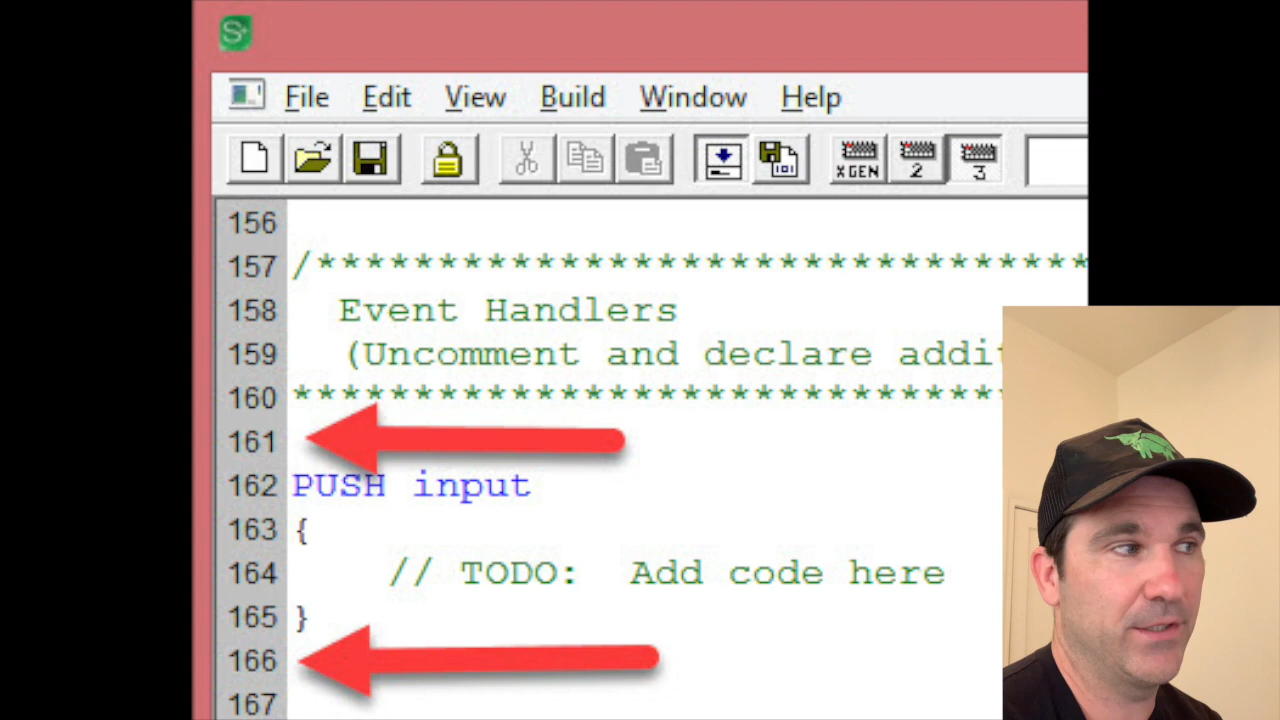 S+
File Edit View Build Window Help
XGEN 2 3
156
157 /*********************************
158 Event Handlers
159 (Uncomment and declare addit
160 ******************************
161
162 PUSH input
163 {
164 // TODO: Add code here
165 }
166
167